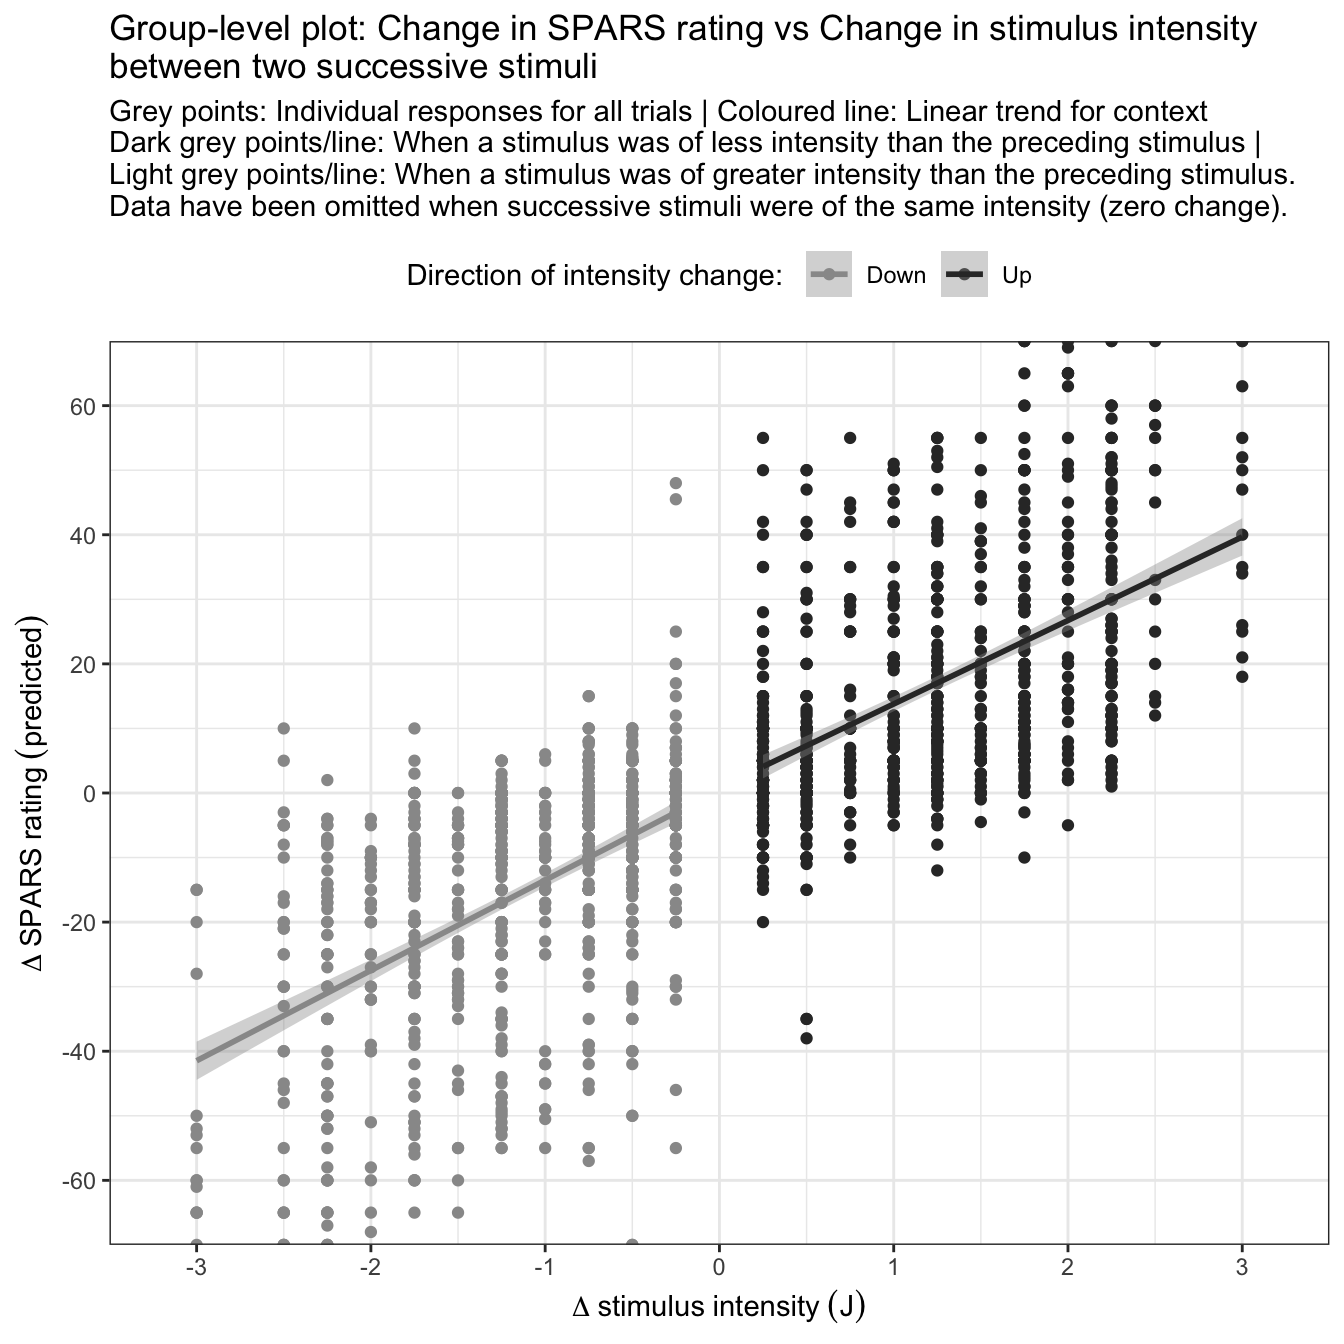 Group-level plot: Change in SPARS rating vs Change in stimulus intensity
between two successive stimuli
Grey points: Individual responses for all trials | Coloured line: Linear trend for context
Dark grey points/line: When a stimulus was of less intensity than the preceding stimulus |
Light grey points/line: When a stimulus was of greater intensity than the preceding stimulus.
Data have been omitted when successive stimuli were of the same intensity (zero change).
Direction of intensity change: Down Up
60
40
20
0
-20
-40
-60
Δ SPARS rating (predicted)
-3 -2 -1 0 1 2 3
Δ stimulus intensity (J)